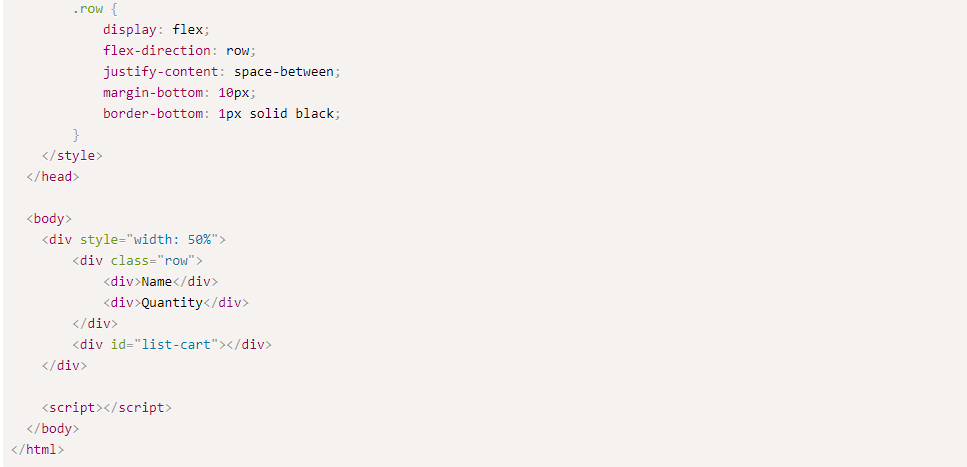 .row {
display: flex;
flex-direction: row;
justify-content: space-between;
margin-bottom: 10px;
border-bottom: 1px solid black;
}
</style>
</head>
<body>
<div style="width: 50%">
<div class="row">
<div>Name</div>
<div>Quantity</div>
</div>
<div id="list-cart"></div>
</div>
<script></script>
</body>
</html>